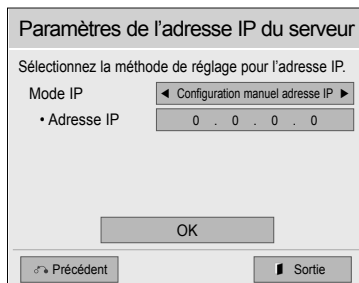 Paramètres de l'adresse IP du serveur
Sélectionnez la méthode de réglage pour l'adresse IP.
Mode IP ◀ Configuration manuel adresse IP ▶
• Adresse IP 0 . 0 . 0 . 0
OK
Précédent Sortie